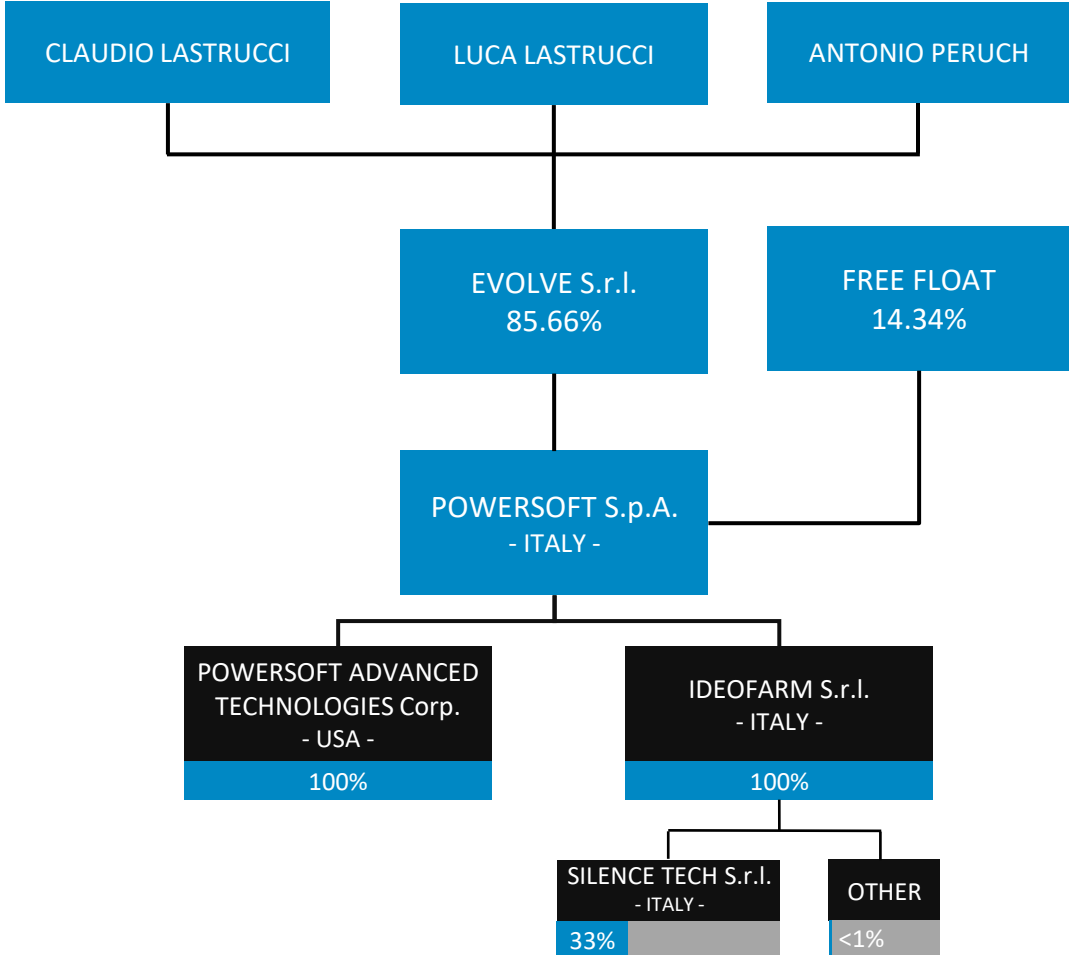 CLAUDIO LASTRUCCI
LUCA LASTRUCCI
ANTONIO PERUCH
EVOLVE S.r.l.
85.66%
FREE FLOAT
14.34%
POWERSOFT S.p.A.
- ITALY -
POWERSOFT ADVANCED
TECHNOLOGIES Corp.
- USA -
100%
IDEOFARM S.r.l.
- ITALY -
100%
SILENCE TECH S.r.l.
- ITALY -
33%
OTHER
<1%